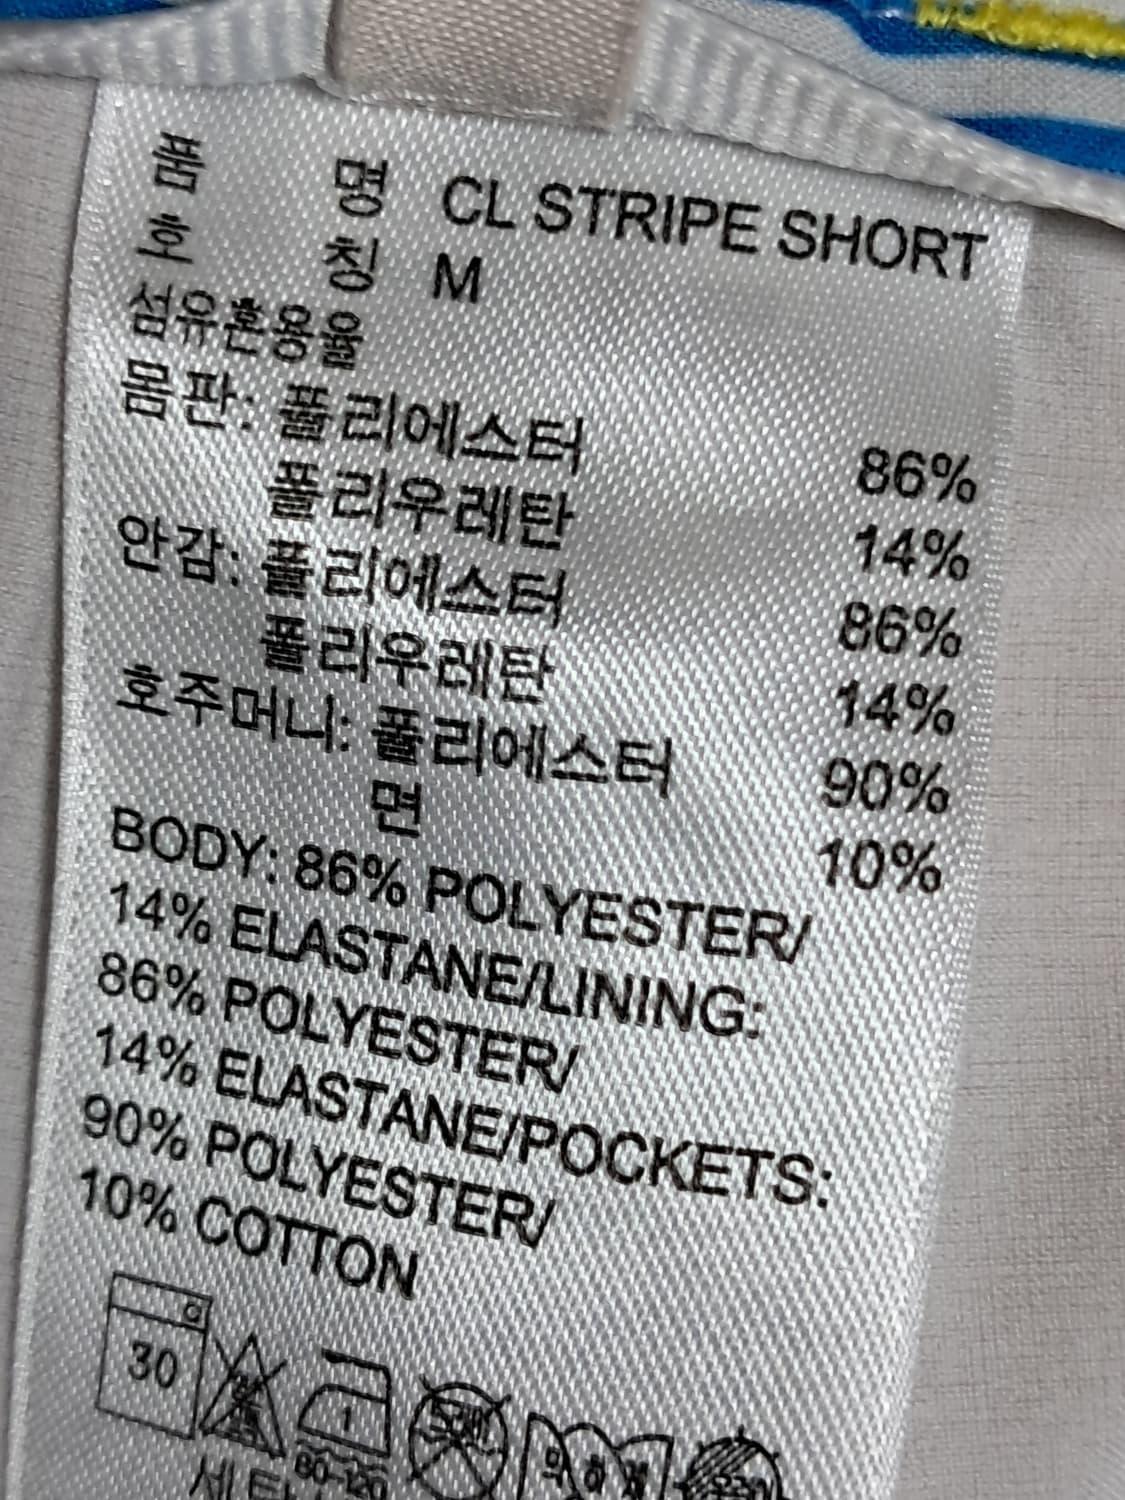 품 명 CL STRIPE SHORT
호 칭 M
섬유혼용율
몸판: 폴리에스터 86%
폴리우레탄 14%
안감: 폴리에스터 86%
폴리우레탄 14%
호주머니: 폴리에스터 90%
면 10%
BODY: 86% POLYESTER/
14% ELASTANE/LINING:
86% POLYESTER/
14% ELASTANE/POCKETS:
90% POLYESTER/
10% COTTON
30
1
80-120